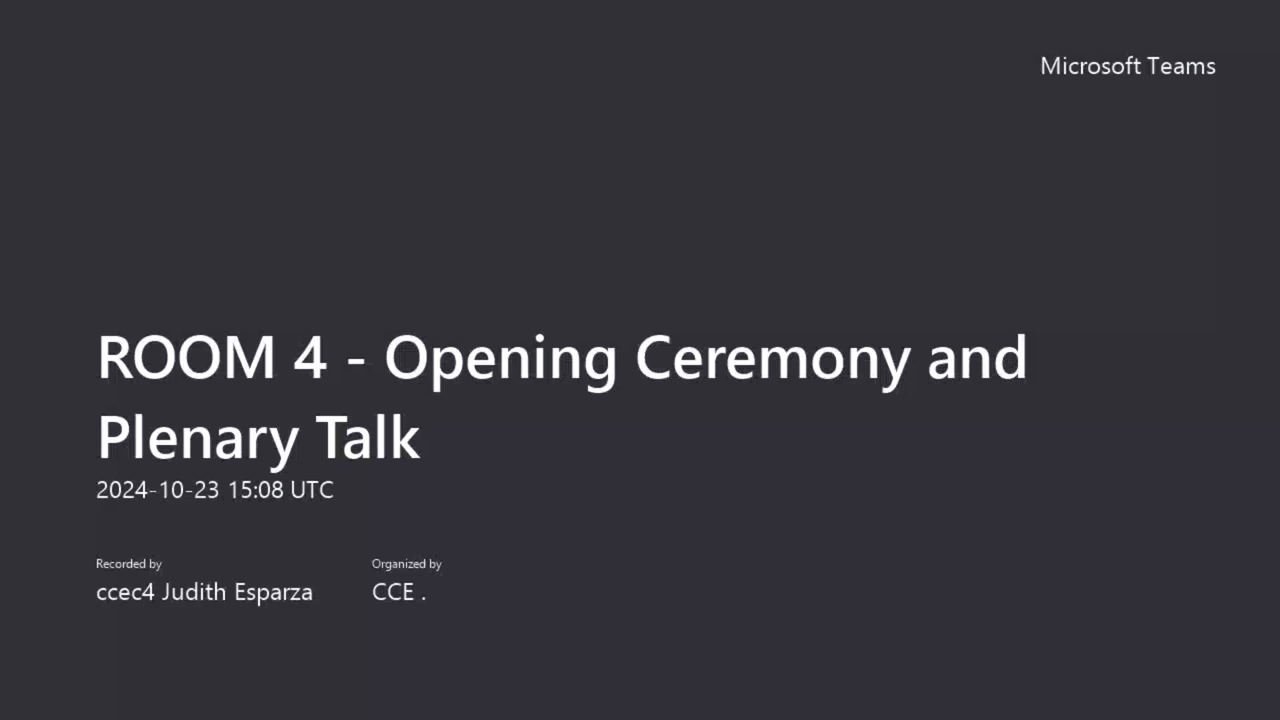 Microsoft Teams
ROOM 4 - Opening Ceremony and
Plenary Talk
2024-10-23 15:08 UTC
Recorded by
Organized by
ccec4 Judith Esparza
CCE .